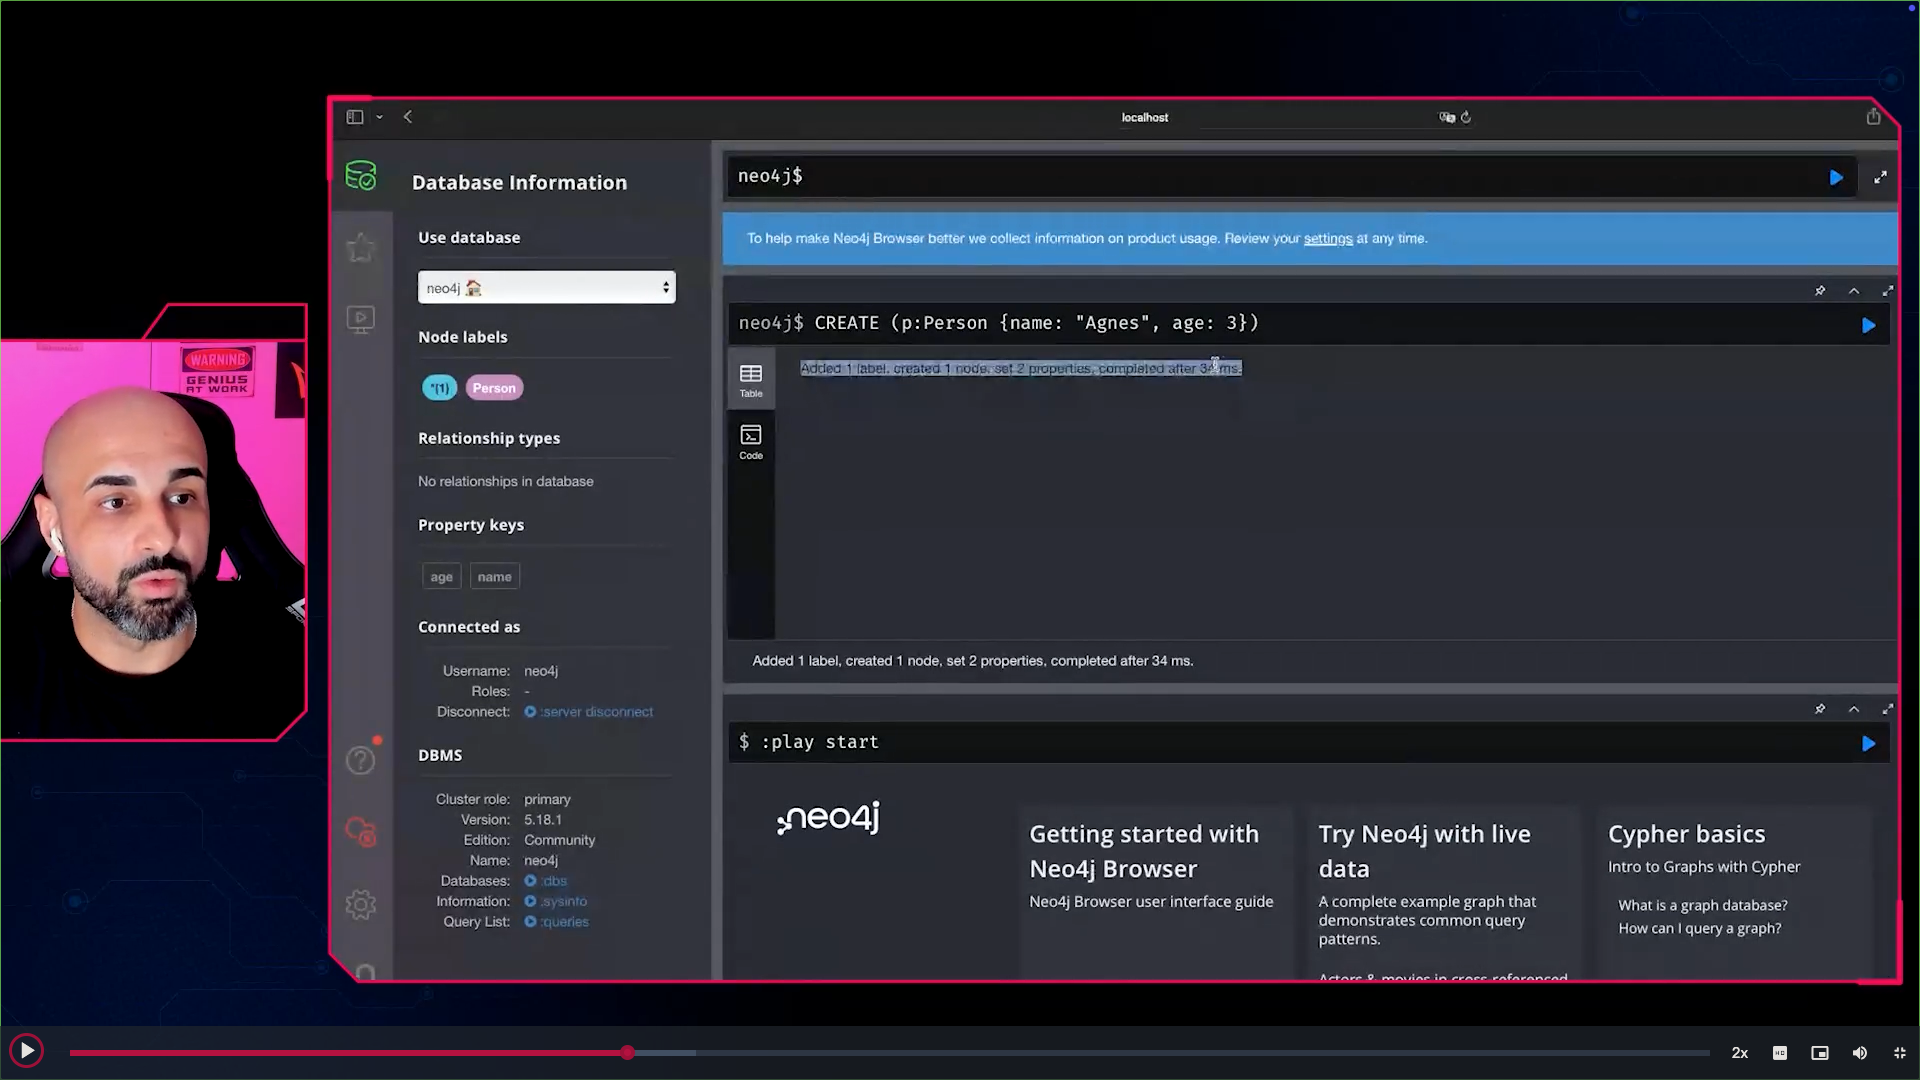 localhost
WARNING
GENIUS
AT WORK
Database Information
Use database
neo4j
Node labels
*(1) Person
Relationship types
No relationships in database
Property keys
age name
Connected as
Username: neo4j
Roles: -
Disconnect: :server disconnect
DBMS
Cluster role: primary
Version: 5.18.1
Edition: Community
Name: neo4j
Databases: :dbs
Information: :sysinfo
Query List: :queries
neo4j$
To help make Neo4j Browser better we collect information on product usage. Review your settings at any time.
neo4j$ CREATE (p:Person {name: "Agnes", age: 3})
Table
Code
Added 1 label, created 1 node, set 2 properties, completed after 34 ms.
Added 1 label, created 1 node, set 2 properties, completed after 34 ms.
$ :play start
neo4j
Getting started with
Neo4j Browser
Neo4j Browser user interface guide
Try Neo4j with live
data
A complete example graph that
demonstrates common query
patterns.
Actors & movies in cross-referenced
Cypher basics
Intro to Graphs with Cypher
What is a graph database?
How can I query a graph?
2x
HD